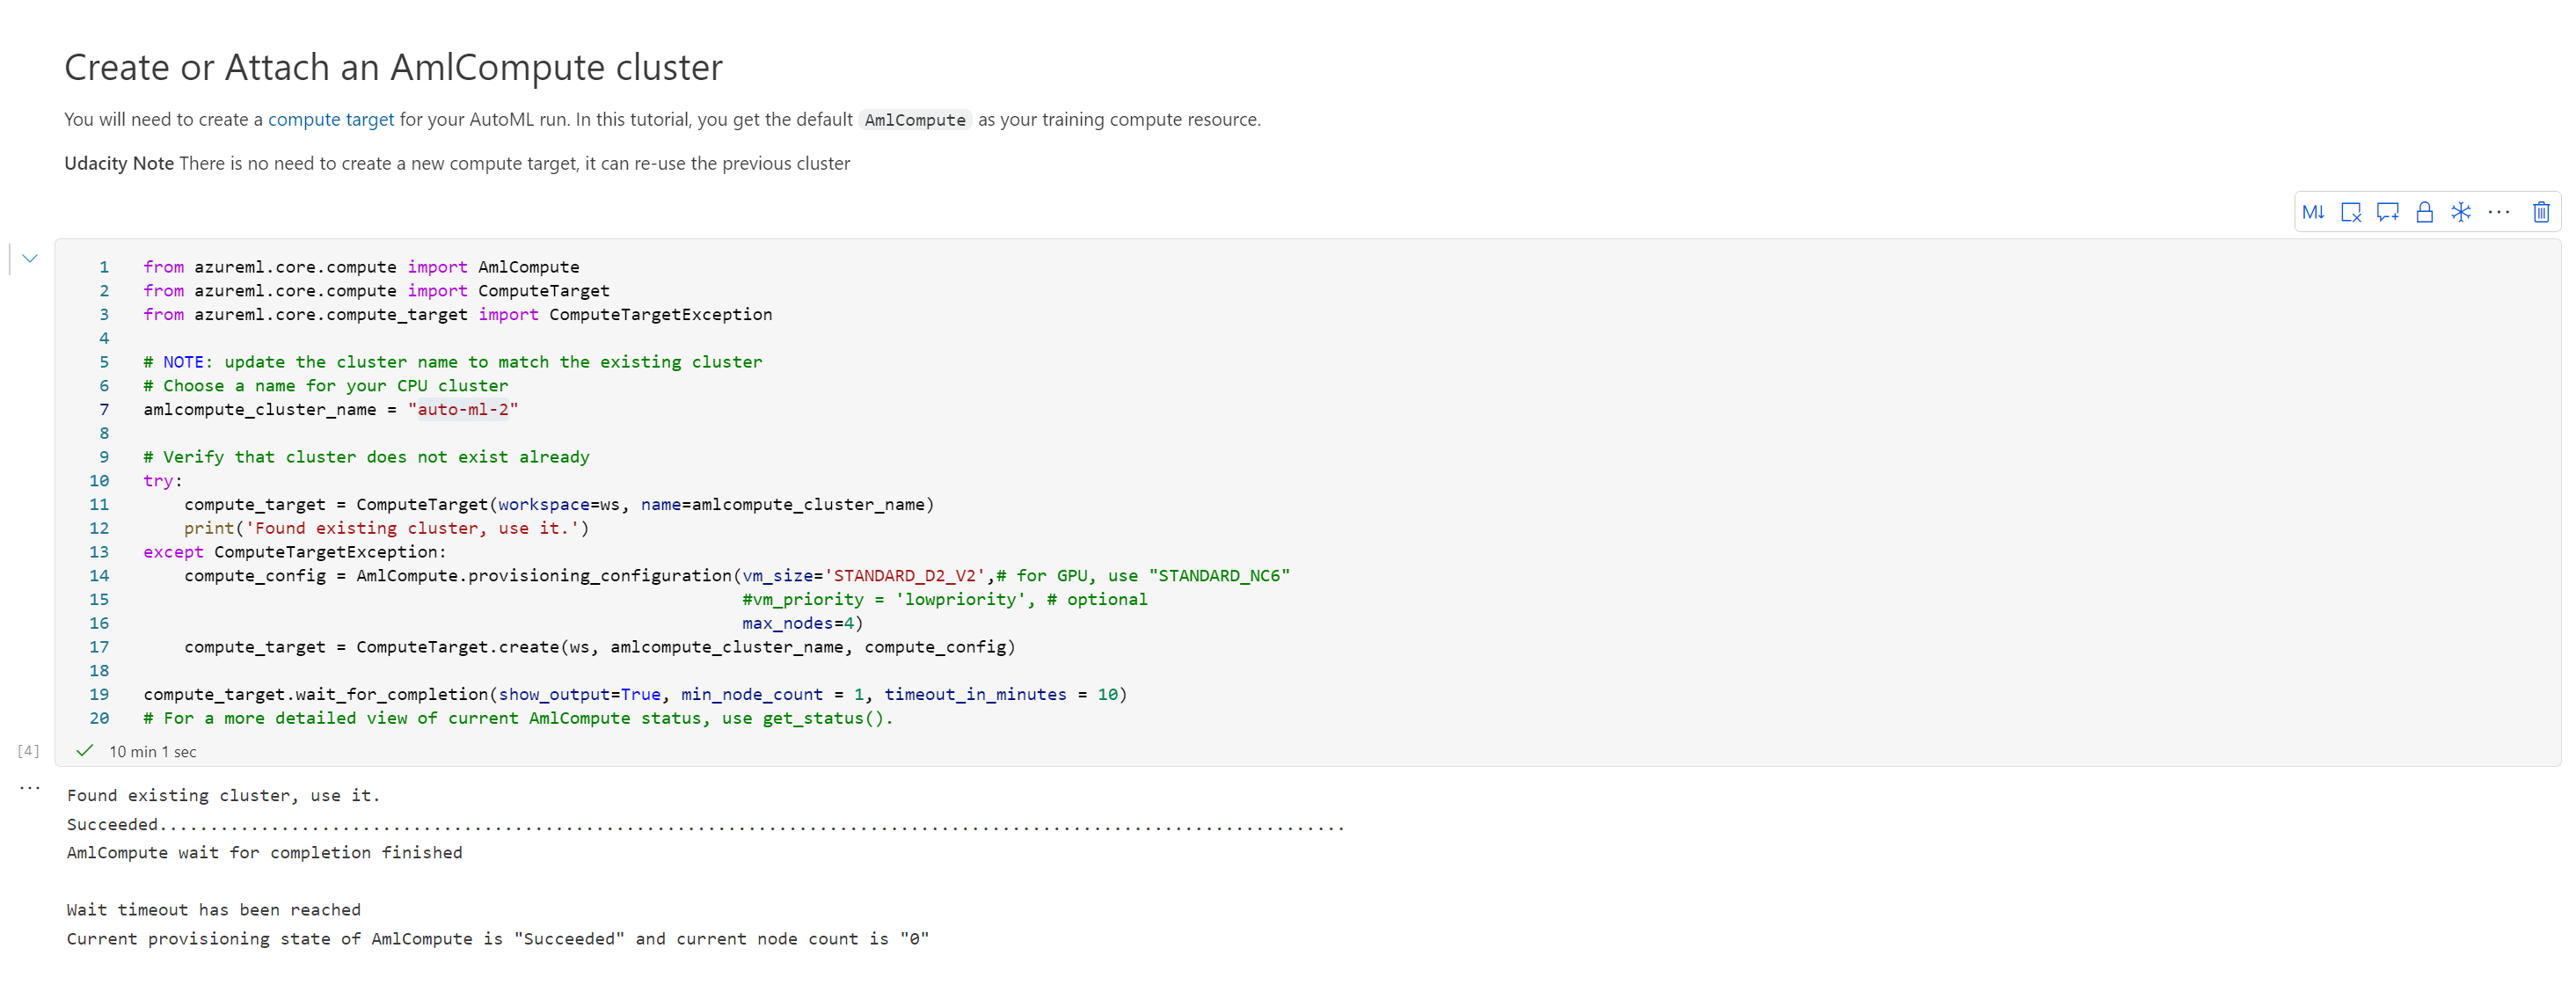 Create or Attach an AmlCompute cluster
You will need to create a compute target for your AutoML run. In this tutorial, you get the default AmlCompute as your training compute resource.
Udacity Note There is no need to create a new compute target, it can re-use the previous cluster
M↓
1 from azureml.core.compute import AmlCompute
2 from azureml.core.compute import ComputeTarget
3 from azureml.core.compute_target import ComputeTargetException
4
5 # NOTE: update the cluster name to match the existing cluster
6 # Choose a name for your CPU cluster
7 amlcompute_cluster_name = "auto-ml-2"
8
9 # Verify that cluster does not exist already
10 try:
11     compute_target = ComputeTarget(workspace=ws, name=amlcompute_cluster_name)
12     print('Found existing cluster, use it.')
13 except ComputeTargetException:
14     compute_config = AmlCompute.provisioning_configuration(vm_size='STANDARD_D2_V2',# for GPU, use "STANDARD_NC6"
15                                                            #vm_priority = 'lowpriority', # optional
16                                                            max_nodes=4)
17     compute_target = ComputeTarget.create(ws, amlcompute_cluster_name, compute_config)
18
19 compute_target.wait_for_completion(show_output=True, min_node_count = 1, timeout_in_minutes = 10)
20 # For a more detailed view of current AmlCompute status, use get_status().
[4] 10 min 1 sec
Found existing cluster, use it.
Succeeded.....................................................................................................................
AmlCompute wait for completion finished
Wait timeout has been reached
Current provisioning state of AmlCompute is "Succeeded" and current node count is "0"